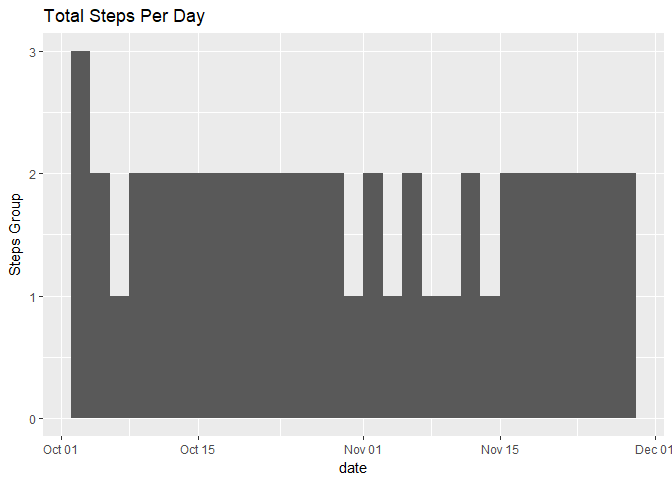 Total Steps Per Day
3
2
1
0
Steps Group
Oct 01
Oct 15
Nov 01
Nov 15
Dec 01
date